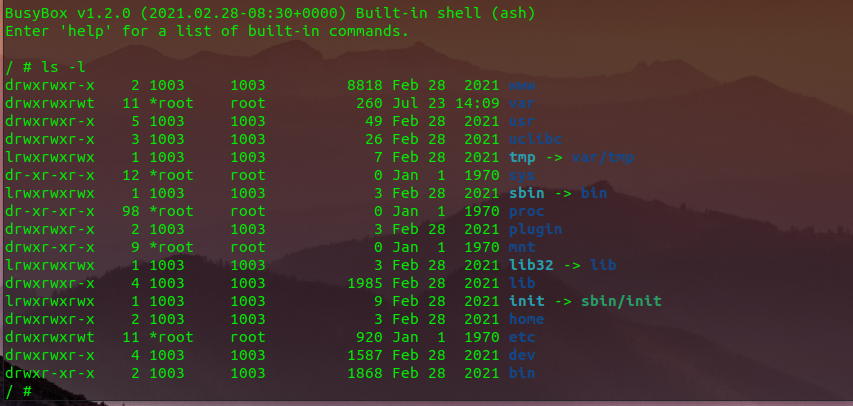 BusyBox v1.2.0 (2021.02.28-08:30+0000) Built-in shell (ash)
Enter 'help' for a list of built-in commands.
/ # ls -l
drwxrwxr-x    2 1003     1003         8818 Feb 28  2021 www
drwxrwxrwt   11 *root    root          260 Jul 23 14:09 var
drwxrwxr-x    5 1003     1003           49 Feb 28  2021 usr
drwxrwxr-x    3 1003     1003           26 Feb 28  2021 uclibc
lrwxrwxrwx    1 1003     1003            7 Feb 28  2021 tmp -> var/tmp
dr-xr-xr-x   12 *root    root            0 Jan  1  1970 sys
lrwxrwxrwx    1 1003     1003            3 Feb 28  2021 sbin -> bin
dr-xr-xr-x   98 *root    root            0 Jan  1  1970 proc
drwxrwxr-x    2 1003     1003            3 Feb 28  2021 plugin
drwxr-xr-x    9 *root    root            0 Jan  1  1970 mnt
lrwxrwxrwx    1 1003     1003            3 Feb 28  2021 lib32 -> lib
drwxrwxr-x    4 1003     1003         1985 Feb 28  2021 lib
lrwxrwxrwx    1 1003     1003            9 Feb 28  2021 init -> sbin/init
drwxrwxr-x    2 1003     1003            3 Feb 28  2021 home
drwxrwxrwt   11 *root    root          920 Jan  1  1970 etc
drwxrwxr-x    4 1003     1003         1587 Feb 28  2021 dev
drwxr-xr-x    2 1003     1003         1868 Feb 28  2021 bin
/ #